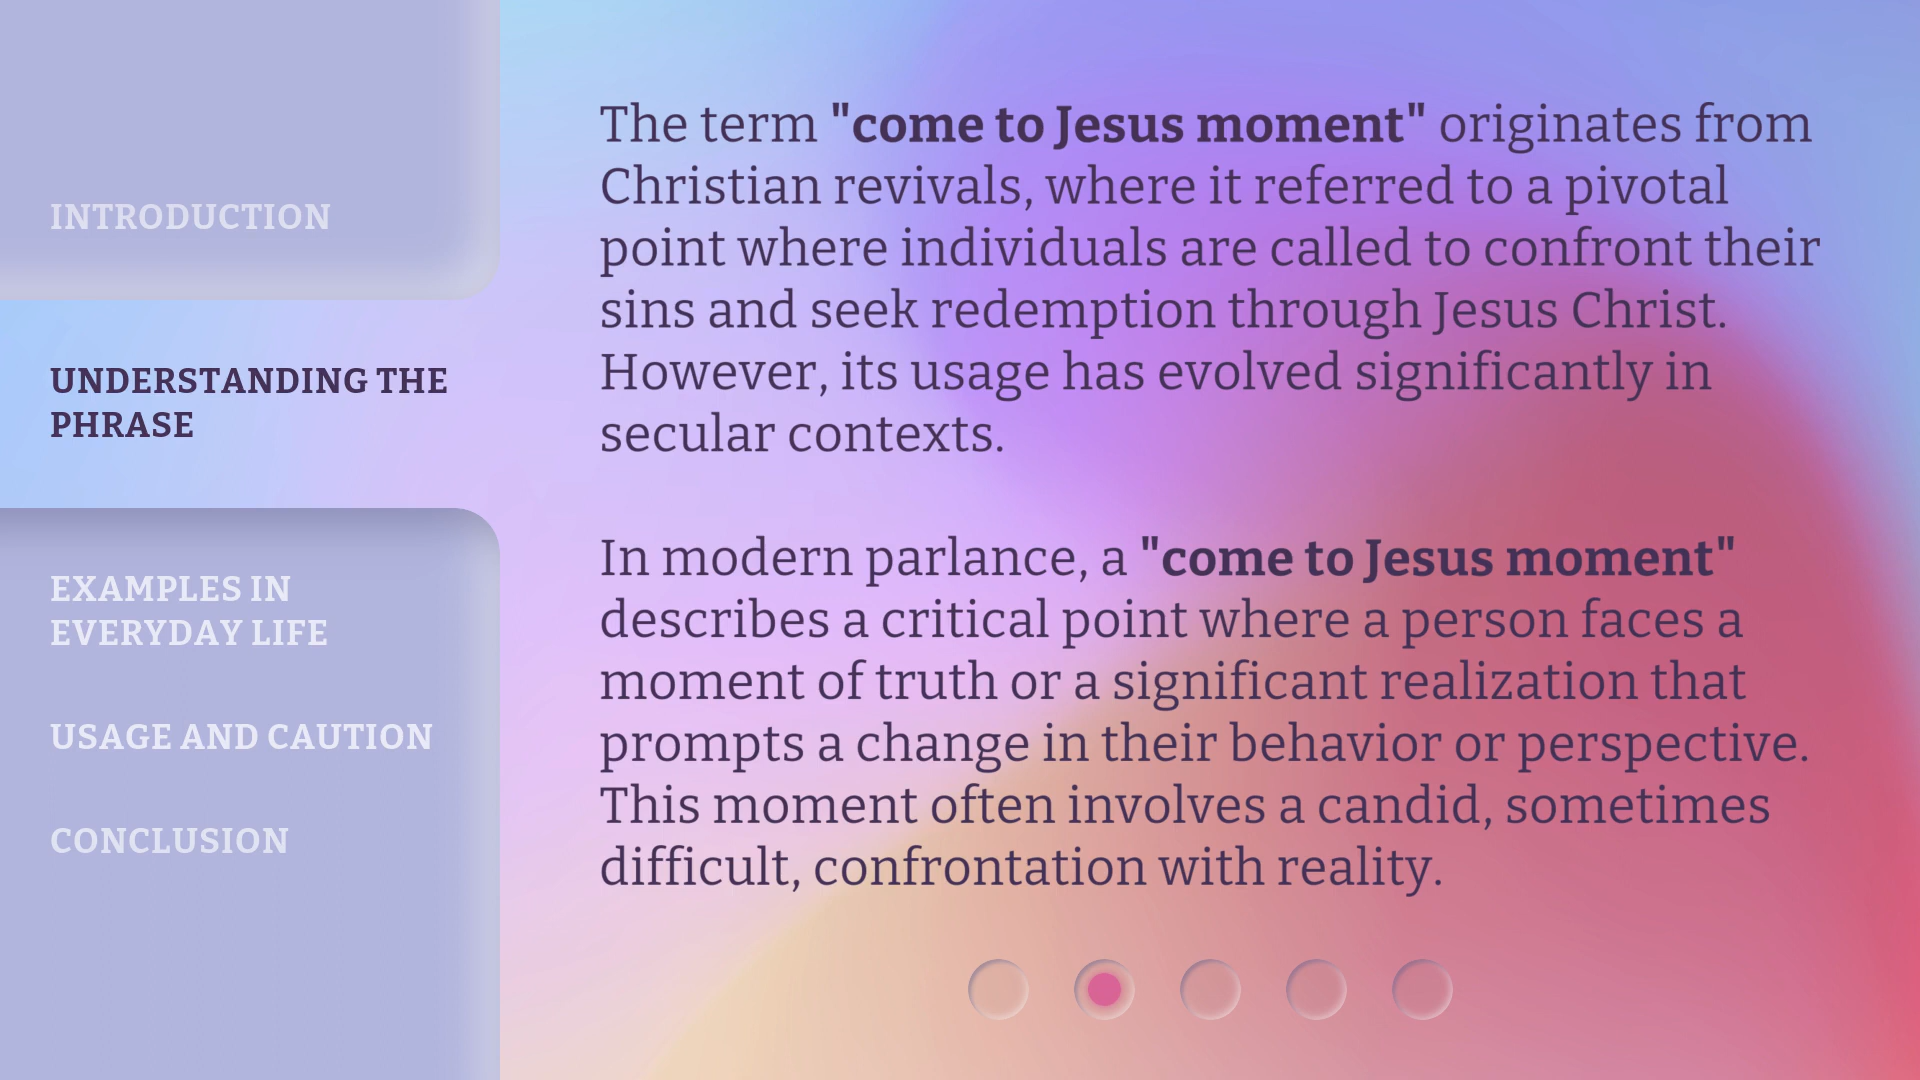 INTRODUCTION
UNDERSTANDING THE
PHRASE
EXAMPLES IN
EVERYDAY LIFE
USAGE AND CAUTION
CONCLUSION
The term "come to Jesus moment" originates from
Christian revivals, where it referred to a pivotal
point where individuals are called to confront their
sins and seek redemption through Jesus Christ.
However, its usage has evolved significantly in
secular contexts.
In modern parlance, a "come to Jesus moment"
describes a critical point where a person faces a
moment of truth or a significant realization that
prompts a change in their behavior or perspective.
This moment often involves a candid, sometimes
difficult, confrontation with reality.